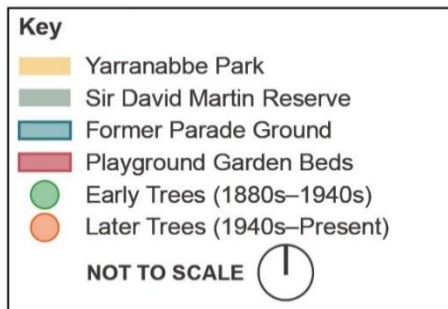 Key
Yarranabbe Park
Sir David Martin Reserve
Former Parade Ground
Playground Garden Beds
Early Trees (1880s–1940s)
Later Trees (1940s–Present)
NOT TO SCALE